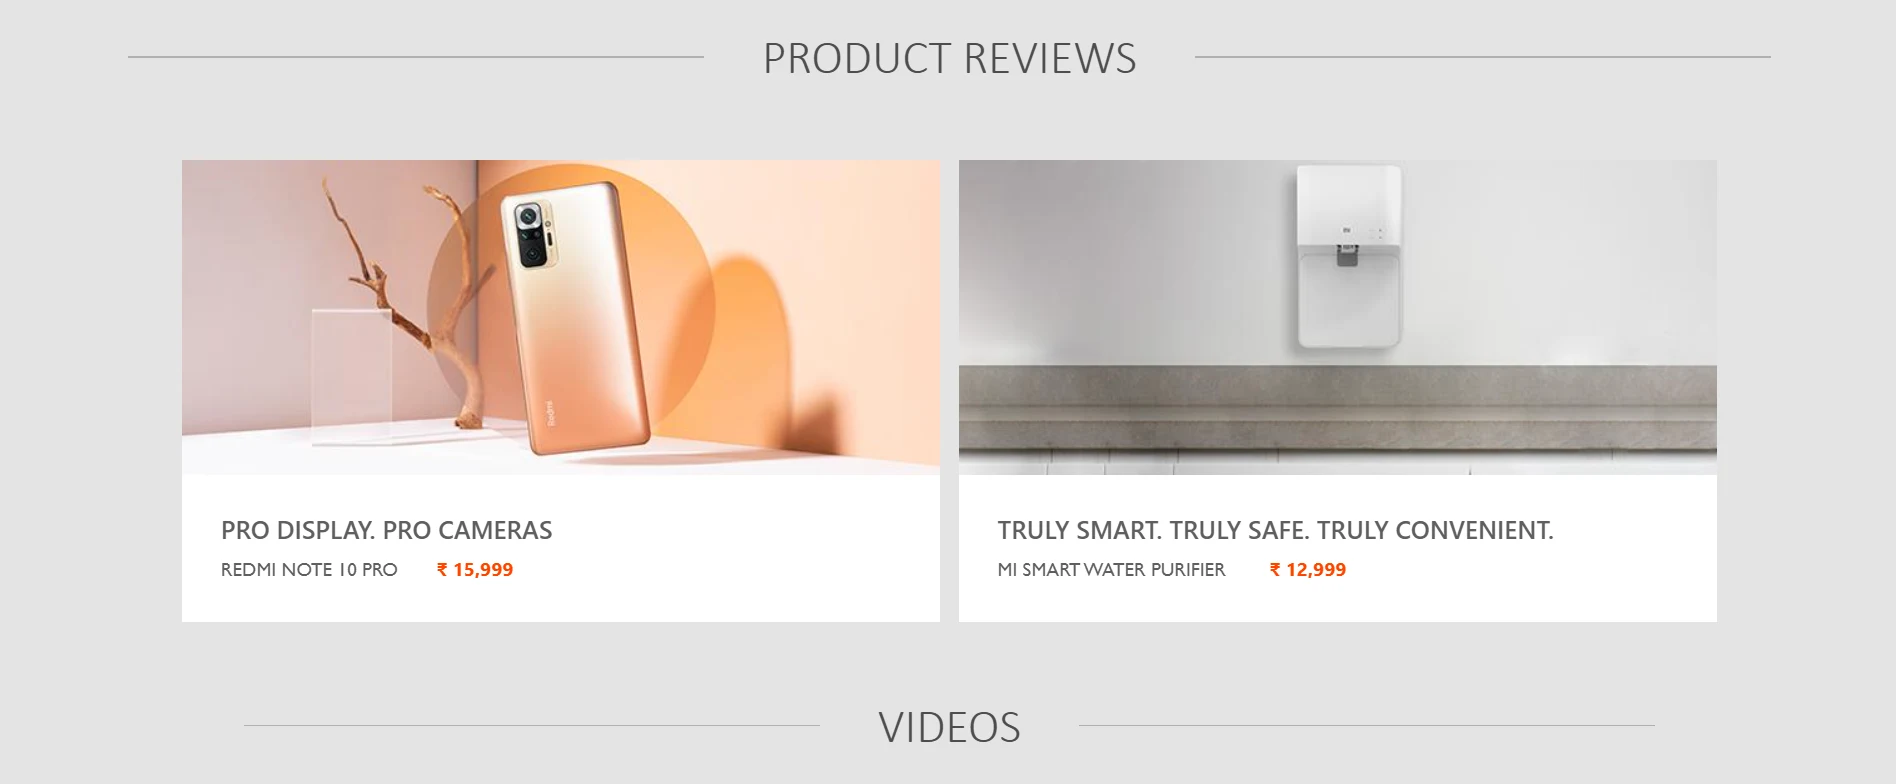 PRODUCT REVIEWS
Redmi
PRO DISPLAY. PRO CAMERAS
REDMI NOTE 10 PRO ₹ 15,999
TRULY SMART. TRULY SAFE. TRULY CONVENIENT.
MI SMART WATER PURIFIER ₹ 12,999
VIDEOS